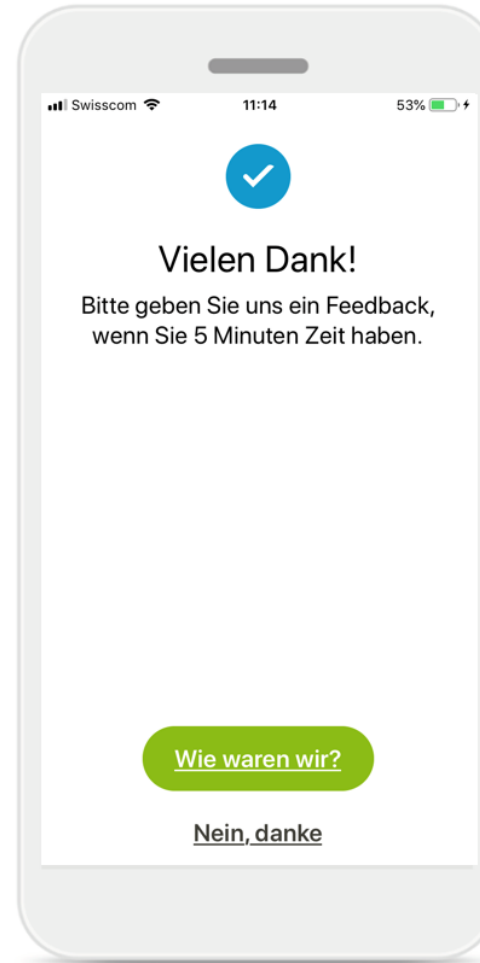 Swisscom 11:14 53%
Vielen Dank!
Bitte geben Sie uns ein Feedback,
wenn Sie 5 Minuten Zeit haben.
Wie waren wir?
Nein, danke